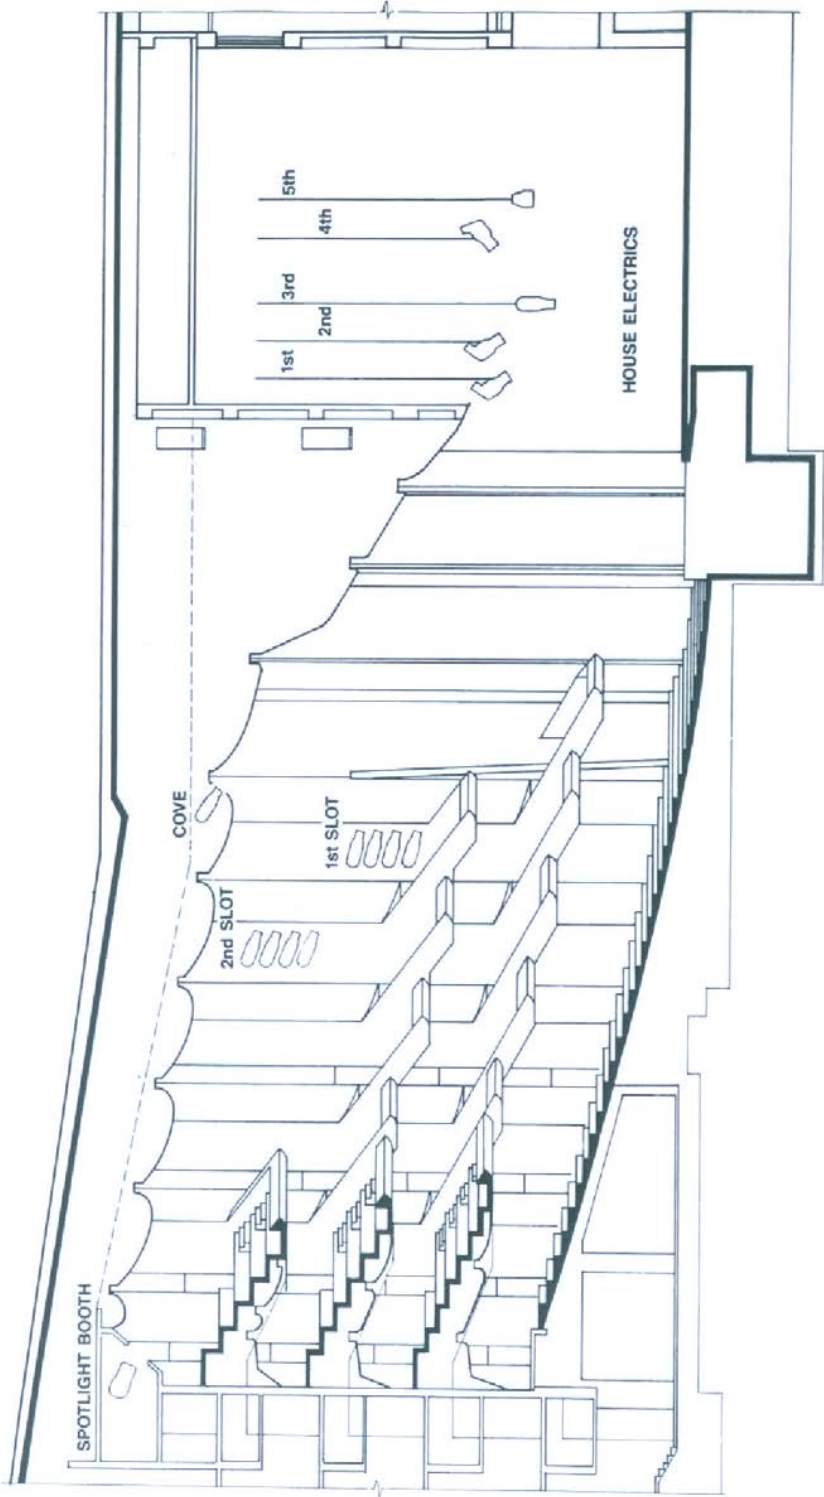 SPOTLIGHT BOOTH
2nd SLOT
COVE
1st SLOT
1st
2nd
3rd
4th
5th
HOUSE ELECTRICS